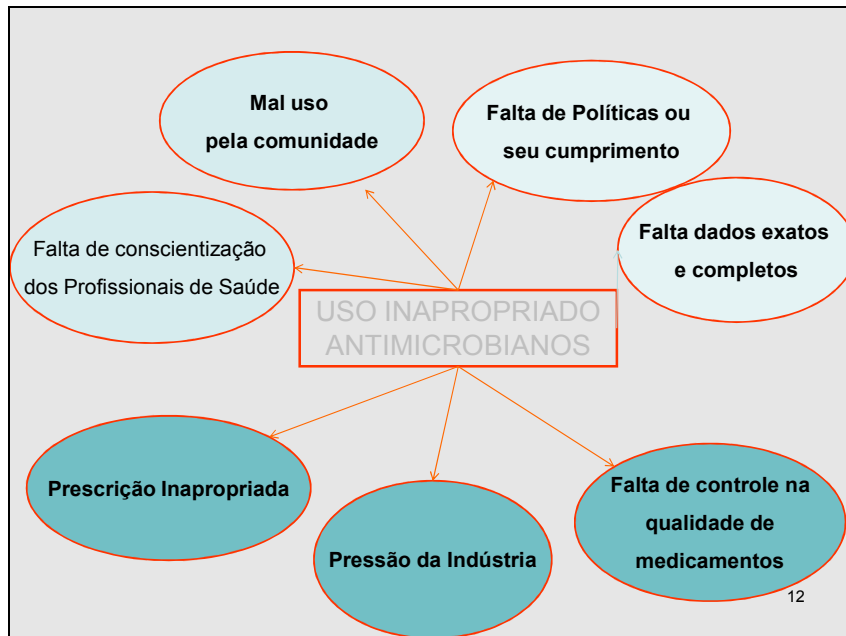 Mal uso
pela comunidade
Falta de Políticas ou
seu cumprimento
Falta de conscientização
dos Profissionais de Saúde
Falta dados exatos
e completos
USO INAPROPRIADO
ANTIMICROBIANOS
Prescrição Inapropriada
Pressão da Indústria
Falta de controle na
qualidade de
medicamentos
12